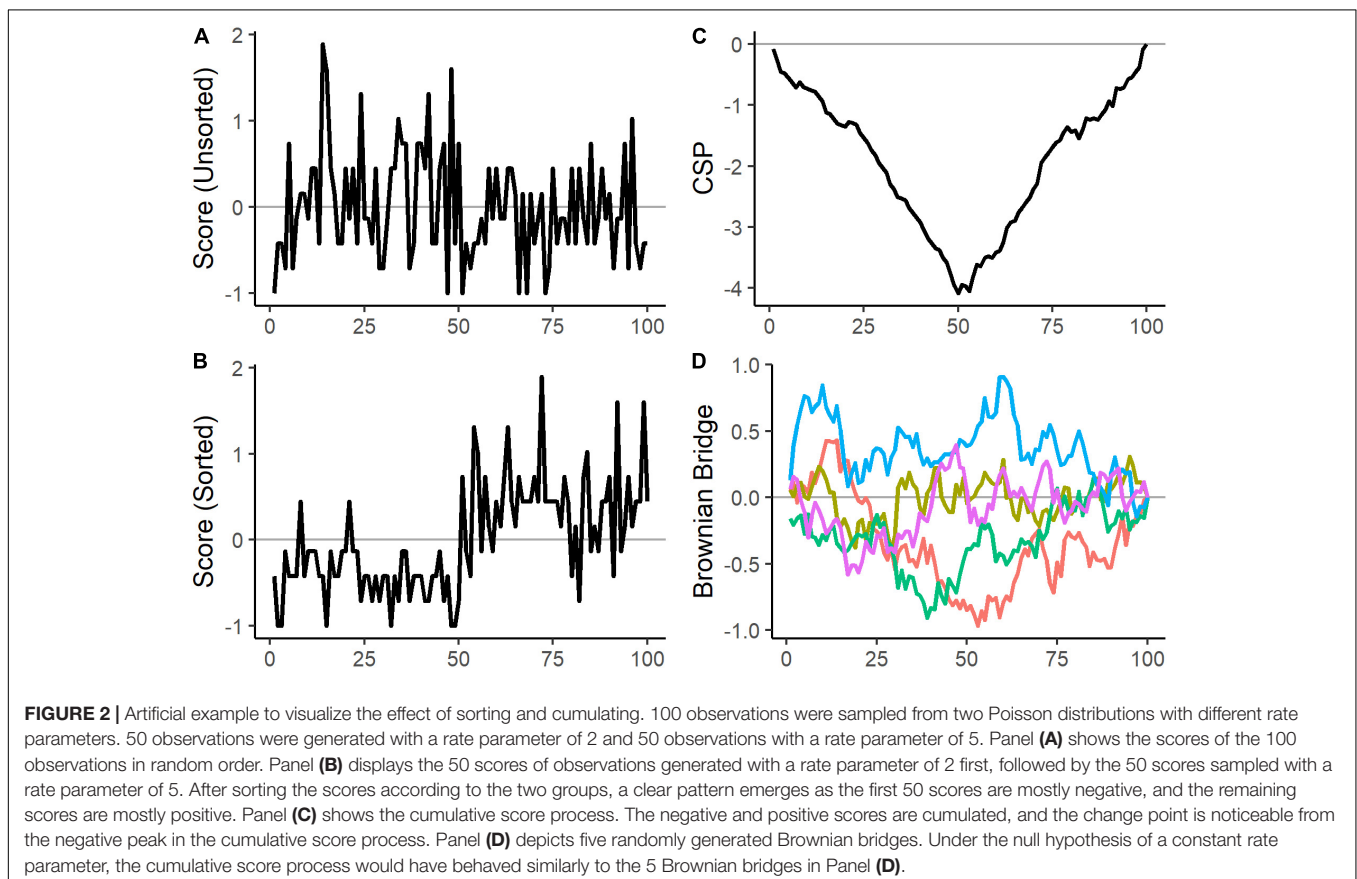 A
2
1
0
-1
Score (Unsorted)
0 25 50 75 100
C
0
-1
-2
-3
-4
CSP
0 25 50 75 100
B
2
1
0
-1
Score (Sorted)
0 25 50 75 100
D
1.0
0.5
0.0
-0.5
-1.0
Brownian Bridge
0 25 50 75 100
FIGURE 2 | Artificial example to visualize the effect of sorting and cumulating. 100 observations were sampled from two Poisson distributions with different rate
parameters. 50 observations were generated with a rate parameter of 2 and 50 observations with a rate parameter of 5. Panel (A) shows the scores of the 100
observations in random order. Panel (B) displays the 50 scores of observations generated with a rate parameter of 2 first, followed by the 50 scores sampled with a
rate parameter of 5. After sorting the scores according to the two groups, a clear pattern emerges as the first 50 scores are mostly negative, and the remaining
scores are mostly positive. Panel (C) shows the cumulative score process. The negative and positive scores are cumulated, and the change point is noticeable from
the negative peak in the cumulative score process. Panel (D) depicts five randomly generated Brownian bridges. Under the null hypothesis of a constant rate
parameter, the cumulative score process would have behaved similarly to the 5 Brownian bridges in Panel (D).